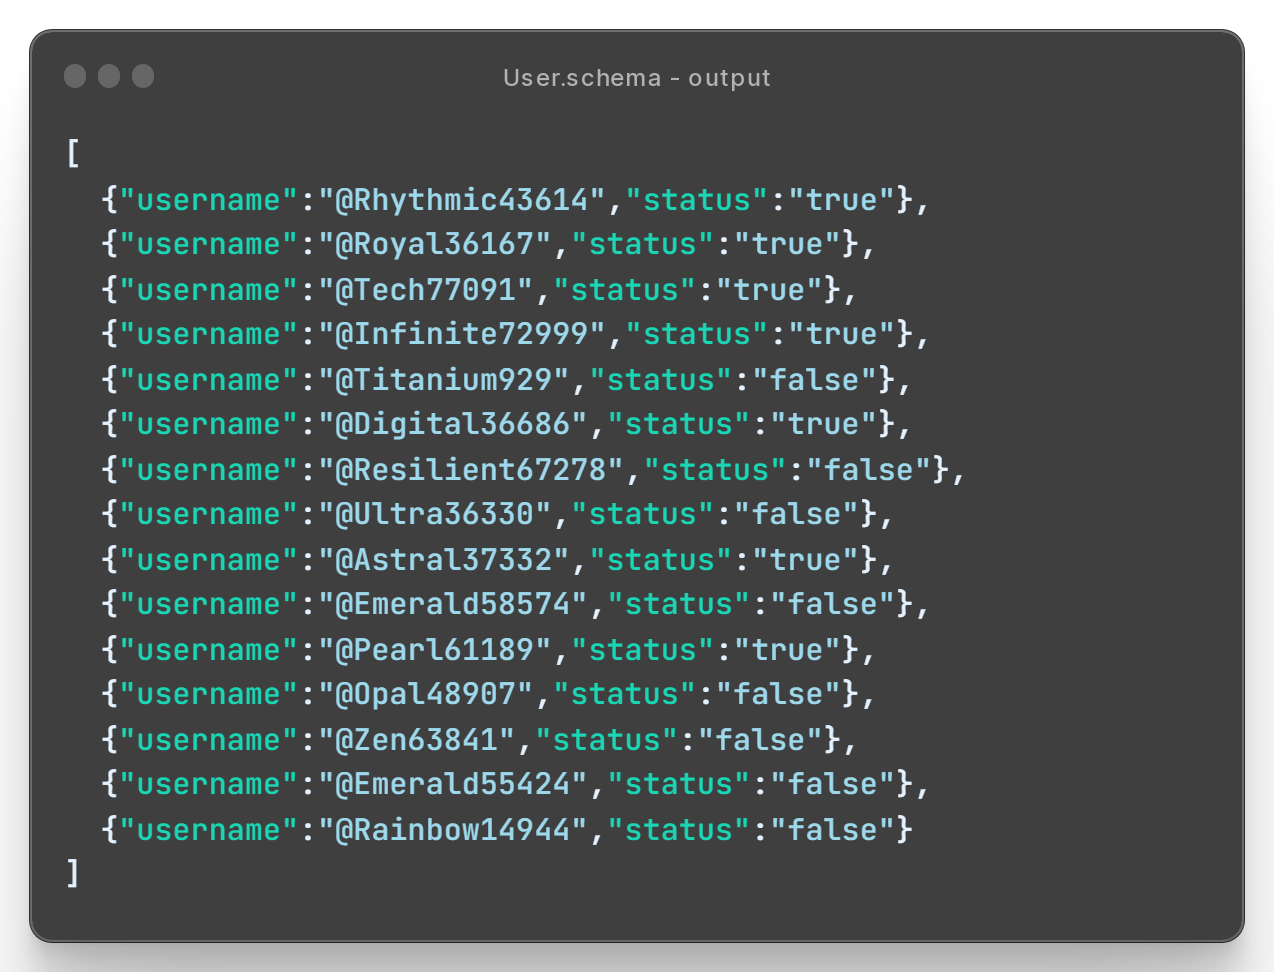 User.schema - output
[
  {"username":"@Rhythmic43614","status":"true"},
  {"username":"@Royal36167","status":"true"},
  {"username":"@Tech77091","status":"true"},
  {"username":"@Infinite72999","status":"true"},
  {"username":"@Titanium929","status":"false"},
  {"username":"@Digital36686","status":"true"},
  {"username":"@Resilient67278","status":"false"},
  {"username":"@Ultra36330","status":"false"},
  {"username":"@Astral37332","status":"true"},
  {"username":"@Emerald58574","status":"false"},
  {"username":"@Pearl61189","status":"true"},
  {"username":"@Opal48907","status":"false"},
  {"username":"@Zen63841","status":"false"},
  {"username":"@Emerald55424","status":"false"},
  {"username":"@Rainbow14944","status":"false"}
]